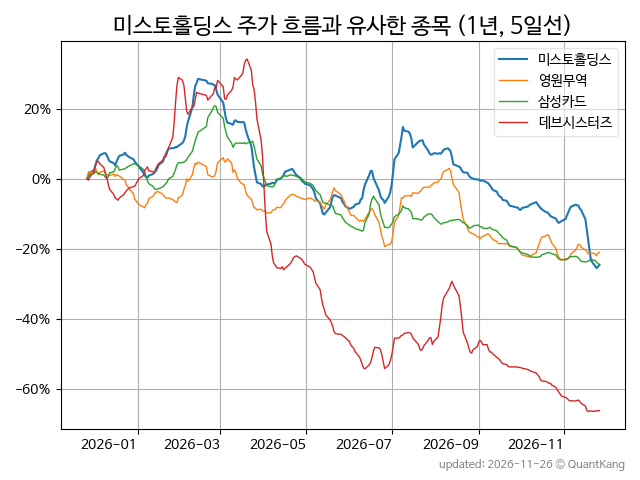 미스토홀딩스 주가 흐름과 유사한 종목 (1년, 5일선)
미스토홀딩스
영원무역
삼성카드
데브시스터즈
20%
0%
−20%
−40%
−60%
2026-01
2026-03
2026-05
2026-07
2026-09
2026-11
updated: 2026-11-26 ⓒ QuantKang